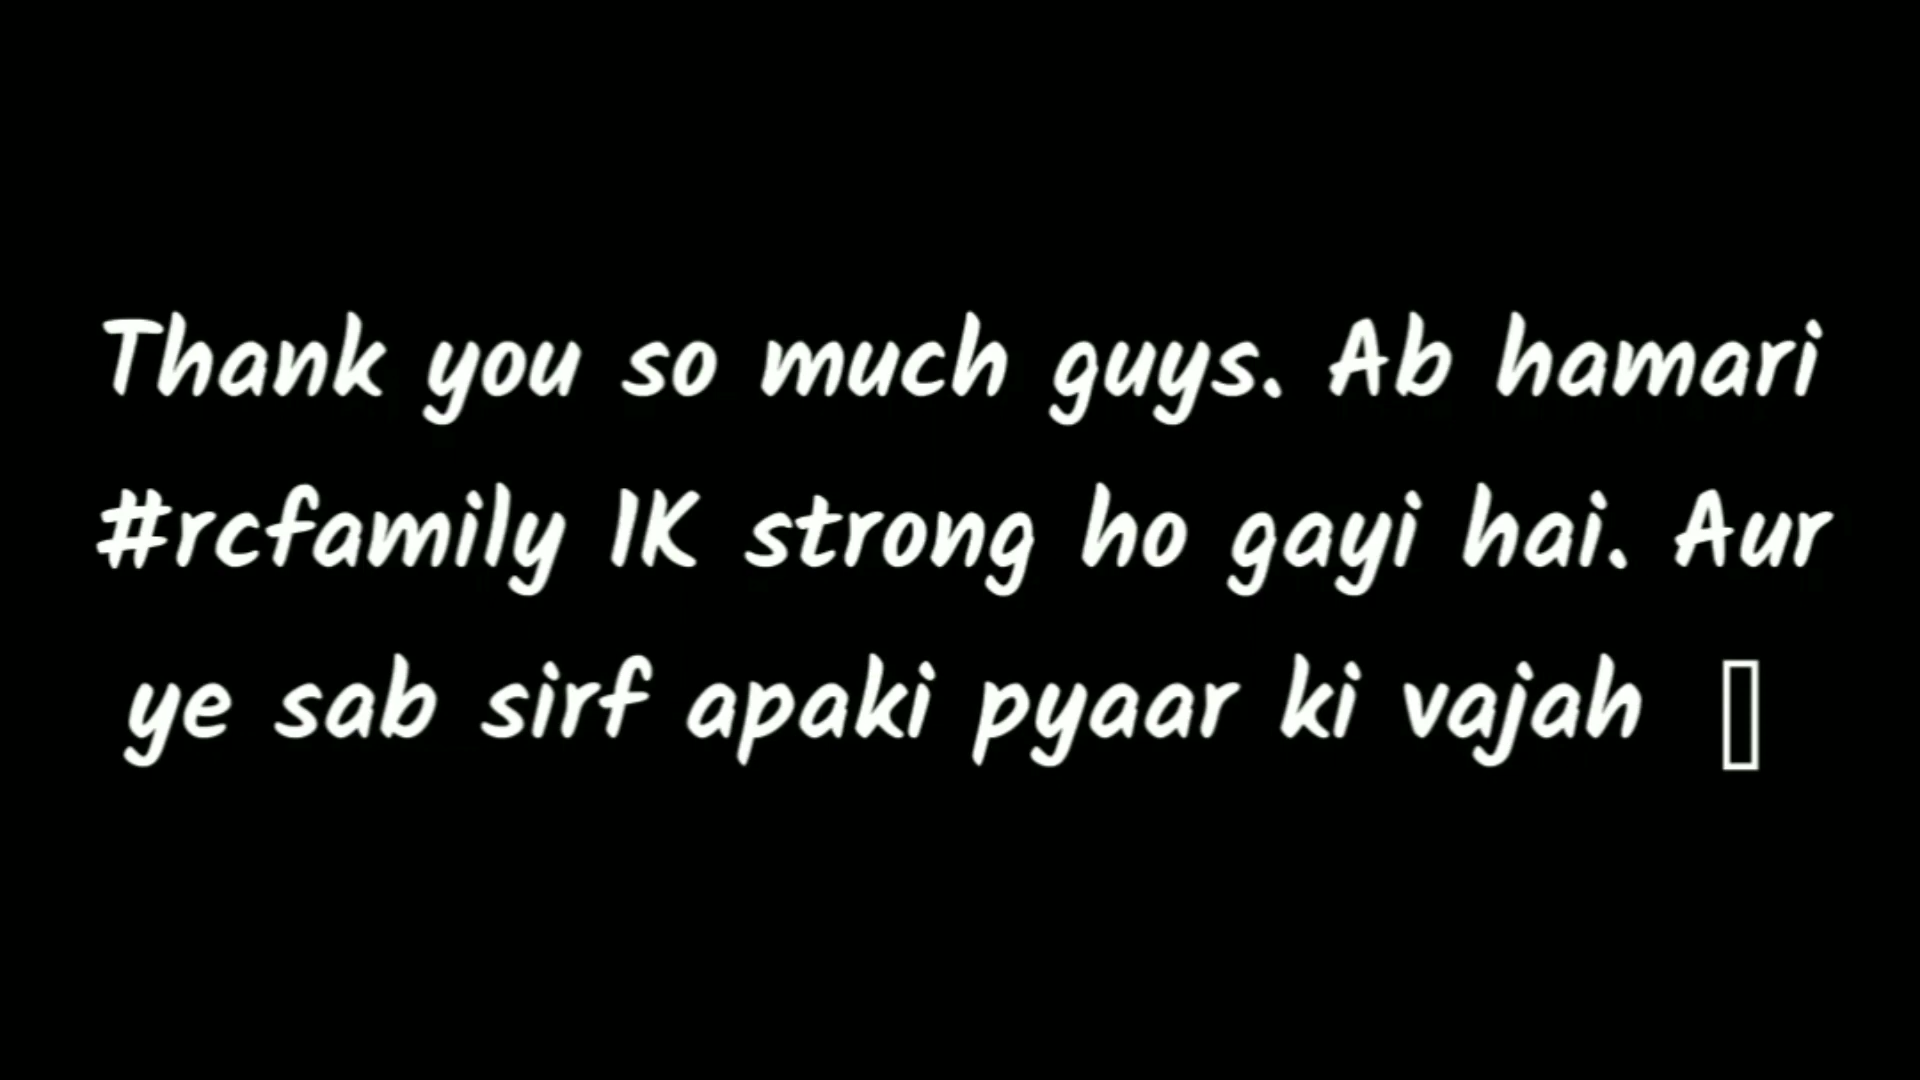 Thank you so much guys. Ab hamari
#rcfamily 1K strong ho gayi hai. Aur
ye sab sirf apaki pyaar ki vajah